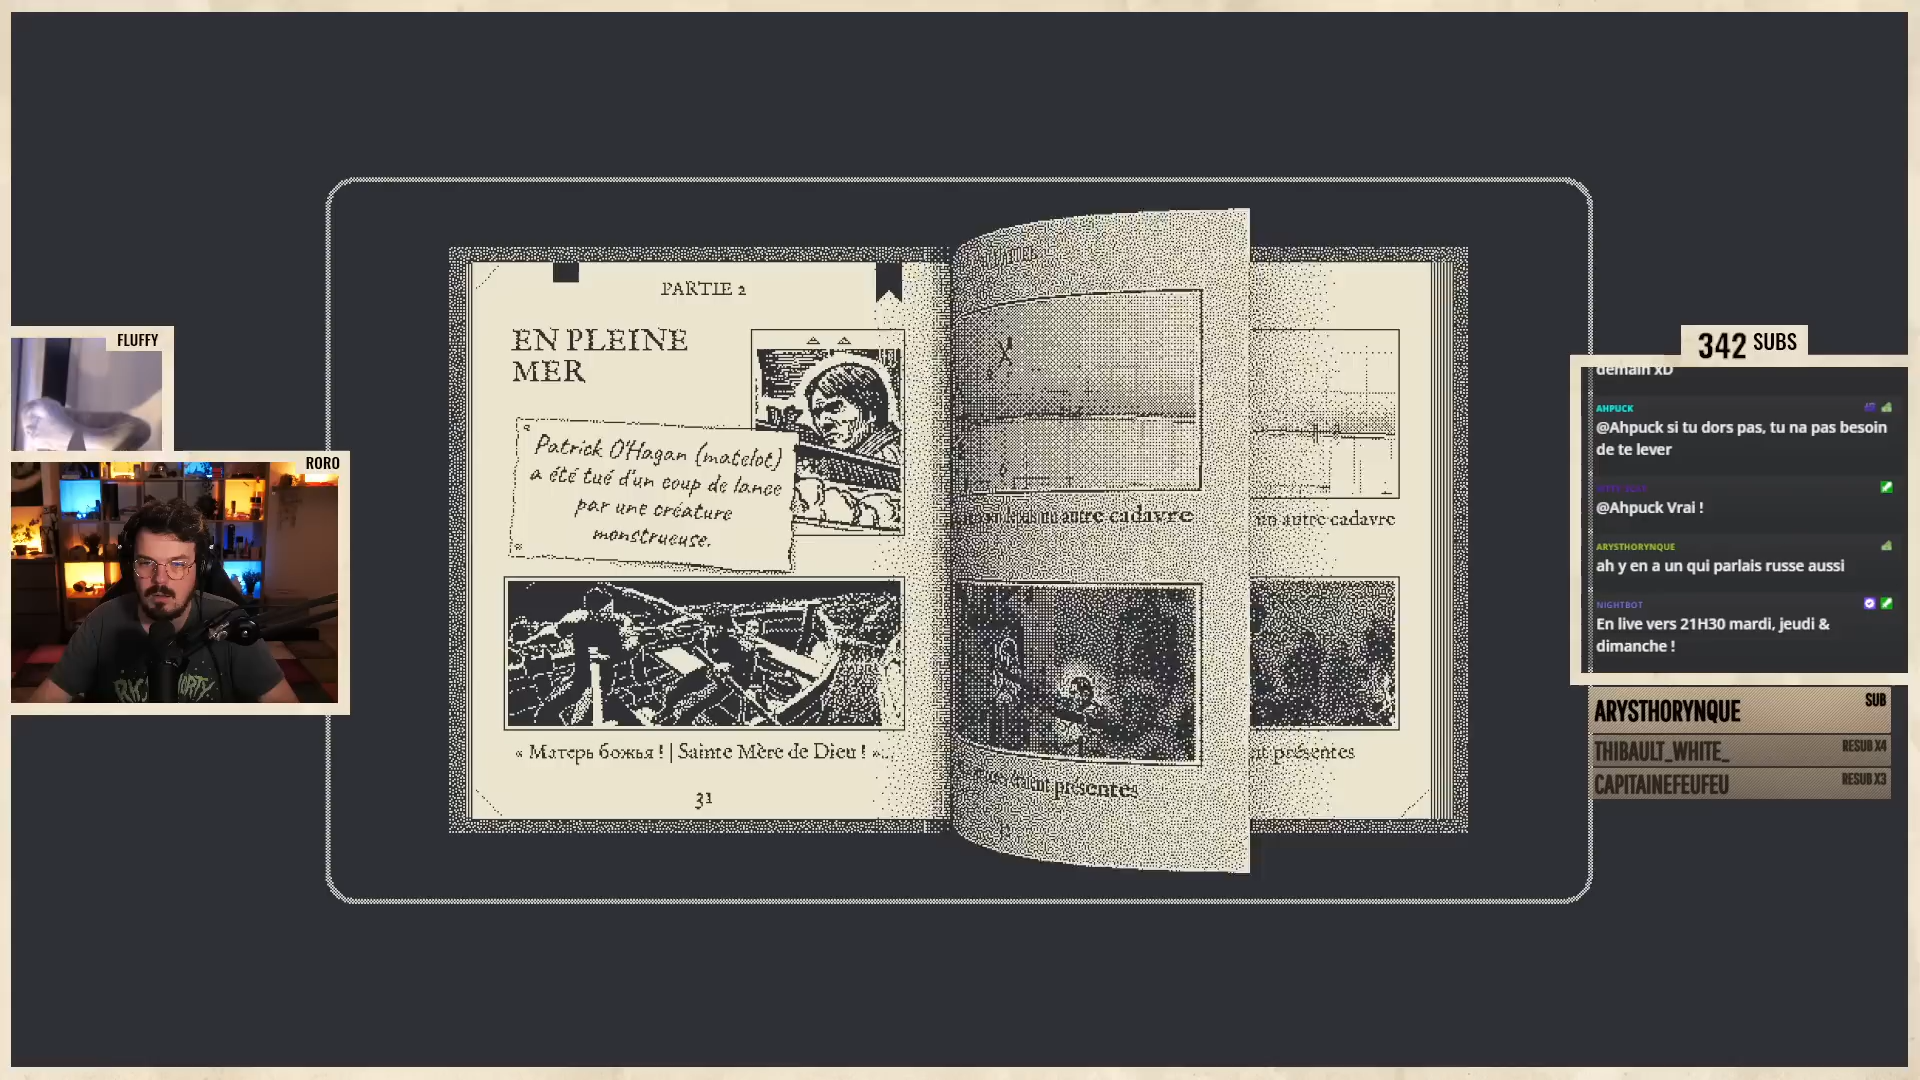 FLUFFY
RORO
PARTIE 2
EN PLEINE
MER
Patrick O'Hagan (matelot)
a été tué d'un coup de lance
par une créature
monstrueuse.
« Матерь божья ! | Sainte Mère de Dieu ! »...
31
un autre cadavre
présentes
un autre cadavre
présentes
342 SUBS
demain xD
AHPUCK
@Ahpuck si tu dors pas, tu na pas besoin
de te lever
@Ahpuck Vrai !
ARYSTHORYNQUE
ah y en a un qui parlais russe aussi
NIGHTBOT
En live vers 21H30 mardi, jeudi &
dimanche !
ARYSTHORYNQUE SUB
THIBAULT_WHITE_ RESUB X4
CAPITAINEFEUFEU RESUB X3